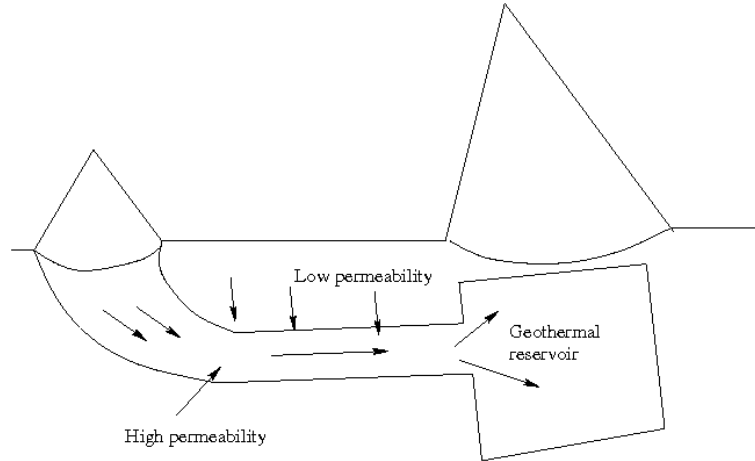 Low permeability
Geothermal
reservoir
High permeability